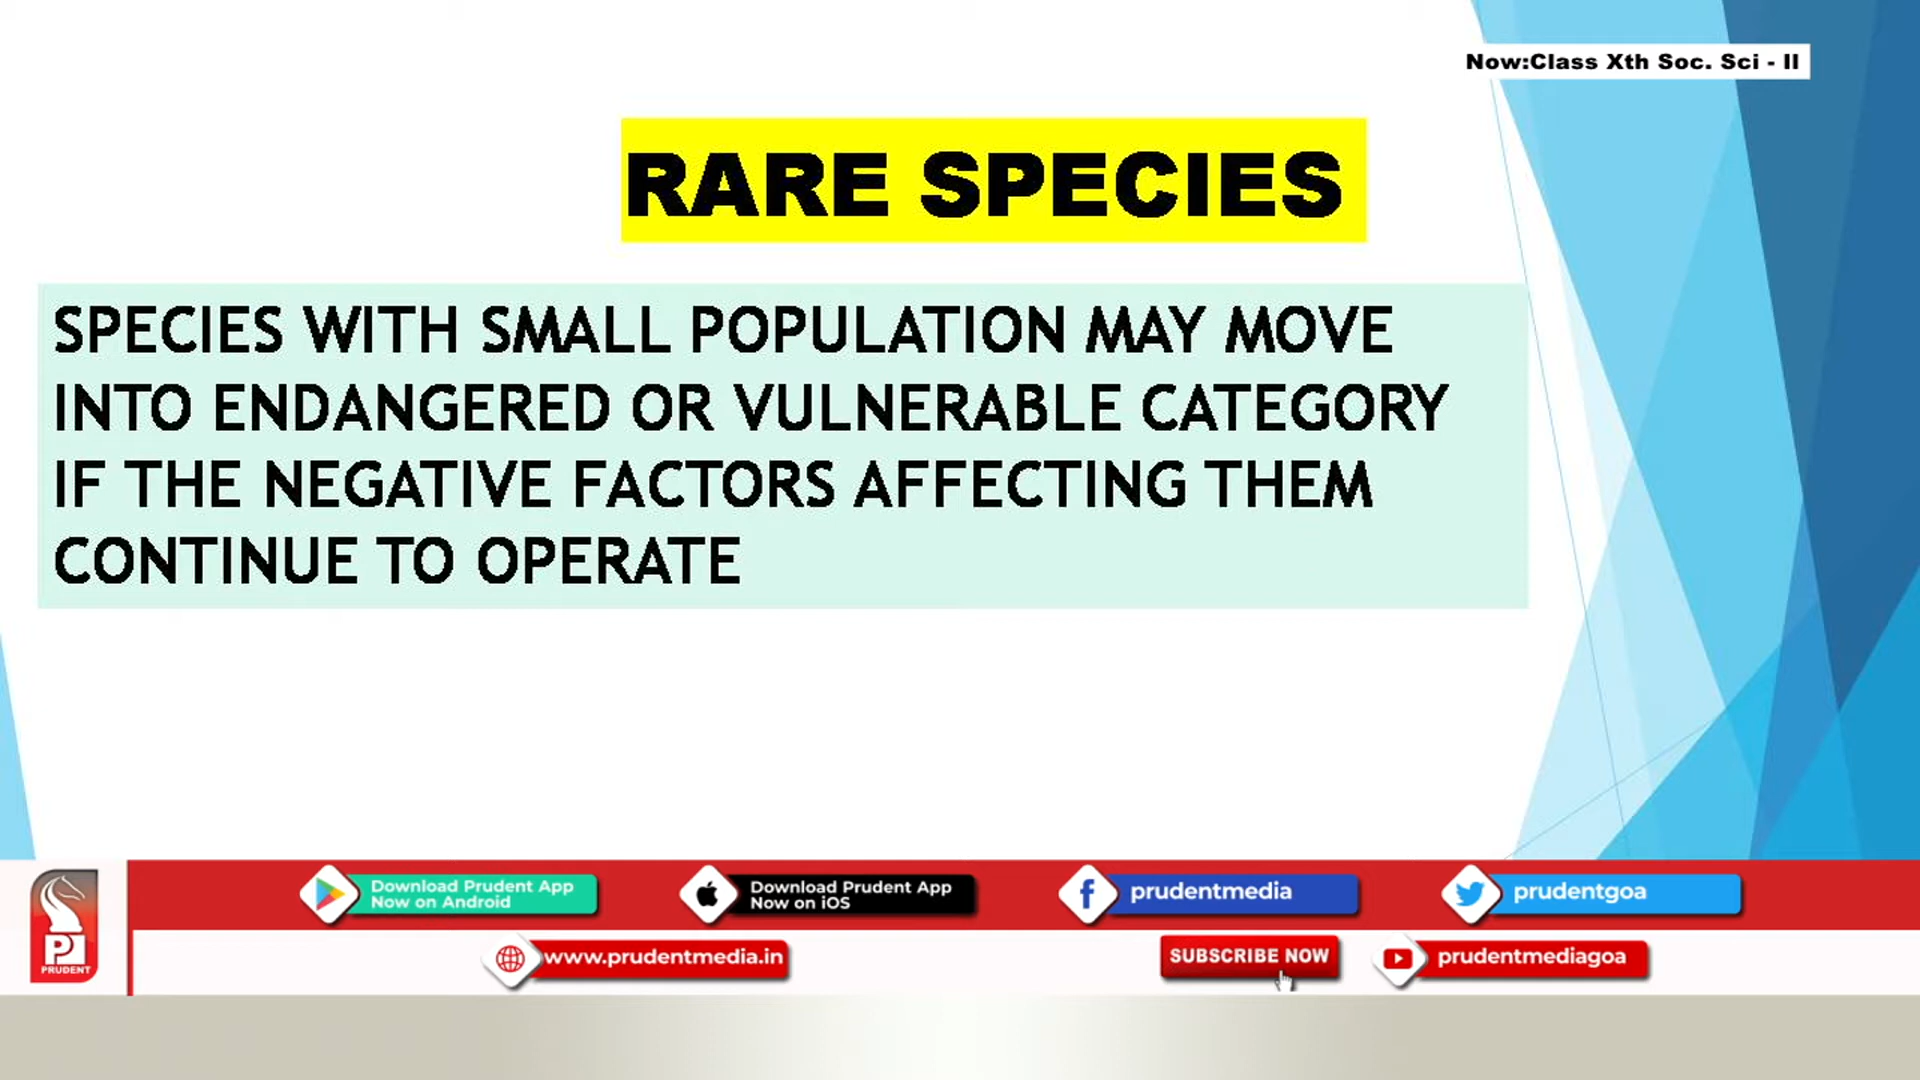 Now:Class Xth Soc. Sci - II
RARE SPECIES
SPECIES WITH SMALL POPULATION MAY MOVE
INTO ENDANGERED OR VULNERABLE CATEGORY
IF THE NEGATIVE FACTORS AFFECTING THEM
CONTINUE TO OPERATE
Download Prudent App
Now on Android
Download Prudent App
Now on iOS
prudentmedia
prudentgoa
PRUDENT
www.prudentmedia.in
SUBSCRIBE NOW
prudentmediagoa